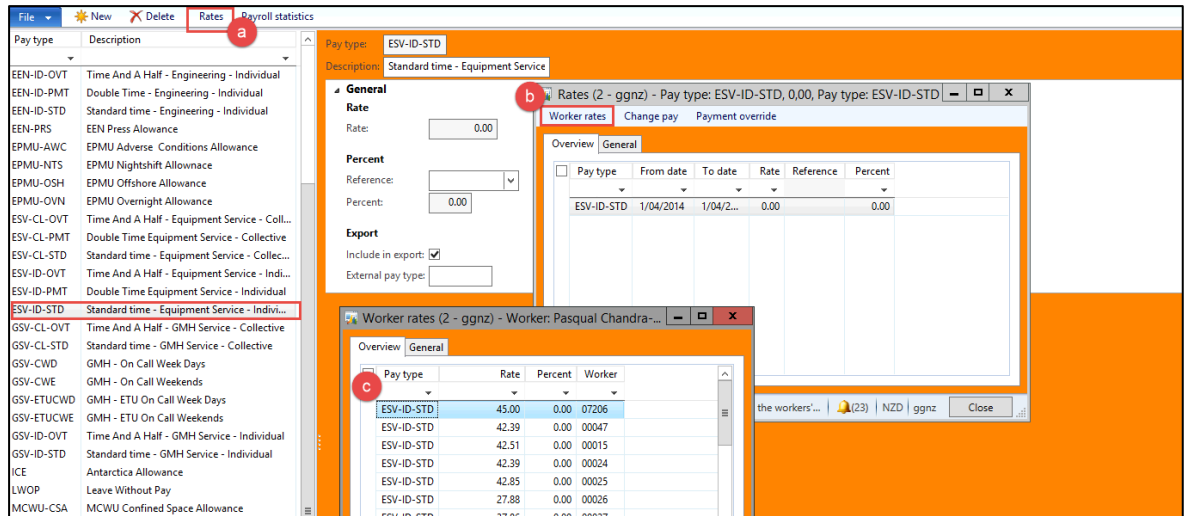 File New Delete Rates Payroll statistics
a
Pay type Description
EEN-ID-OVT Time And A Half - Engineering - Individual
EEN-ID-PMT Double Time - Engineering - Individual
EEN-ID-STD Standard time - Engineering - Individual
EEN-PRS EEN Press Alowance
EPMU-AWC EPMU Adverse Conditions Allowance
EPMU-NTS EPMU Nightshift Allownace
EPMU-OSH EPMU Offshore Allowance
EPMU-OVN EPMU Overnight Allowance
ESV-CL-OVT Time And A Half - Equipment Service - Coll...
ESV-CL-PMT Double Time Equipment Service - Collective
ESV-CL-STD Standard time - Equipment Service - Collec...
ESV-ID-OVT Time And A Half - Equipment Service - Indi...
ESV-ID-PMT Double Time Equipment Service - Individual
ESV-ID-STD Standard time - Equipment Service - Indivi...
GSV-CL-OVT Time And A Half - GMH Service - Collective
GSV-CL-STD Standard time - GMH Service - Collective
GSV-CWD GMH - On Call Week Days
GSV-CWE GMH - On Call Weekends
GSV-ETUCWD GMH - ETU On Call Week Days
GSV-ETUCWE GMH - ETU On Call Weekends
GSV-ID-OVT Time And A Half - GMH Service - Individual
GSV-ID-STD Standard time - GMH Service - Individual
ICE Antarctica Allowance
LWOP Leave Without Pay
MCWU-CSA MCWU Confined Space Allowance
Pay type: ESV-ID-STD
Description: Standard time - Equipment Service
General
Rate
Rate: 0.00
Percent
Reference:
Percent: 0.00
Export
Include in export:
External pay type:
b
Rates (2 - ggnz) - Pay type: ESV-ID-STD, 0,00, Pay type: ESV-ID-STD
Worker rates Change pay Payment override
Overview General
Pay type From date To date Rate Reference Percent
ESV-ID-STD 1/04/2014 1/04/2... 0.00 0.00
the workers'... (23) NZD ggnz Close
Worker rates (2 - ggnz) - Worker: Pasqual Chandra-...
Overview General
c
Pay type Rate Percent Worker
ESV-ID-STD 45.00 0.00 07206
ESV-ID-STD 42.39 0.00 00047
ESV-ID-STD 42.51 0.00 00015
ESV-ID-STD 42.39 0.00 00024
ESV-ID-STD 42.85 0.00 00025
ESV-ID-STD 27.88 0.00 00026